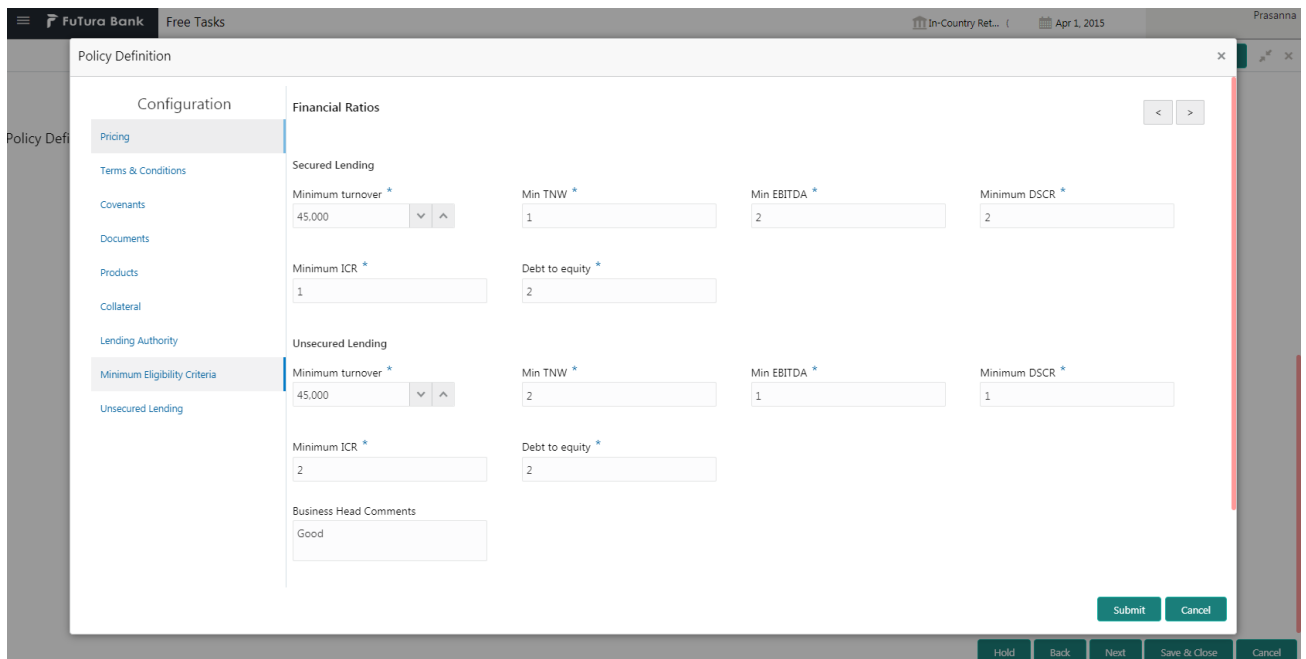 FuTura Bank Free Tasks In-Country Ret... ( Apr 1, 2015 Prasanna
Policy Definition ×
Policy Defi
Configuration
Pricing
Terms & Conditions
Covenants
Documents
Products
Collateral
Lending Authority
Minimum Eligibility Criteria
Unsecured Lending
Financial Ratios < >
Secured Lending
Minimum turnover * Min TNW * Min EBITDA * Minimum DSCR *
45,000 1 2 2
Minimum ICR * Debt to equity *
1 2
Unsecured Lending
Minimum turnover * Min TNW * Min EBITDA * Minimum DSCR *
45,000 2 1 1
Minimum ICR * Debt to equity *
2 2
Business Head Comments
Good
Submit Cancel
Hold Back Next Save & Close Cancel